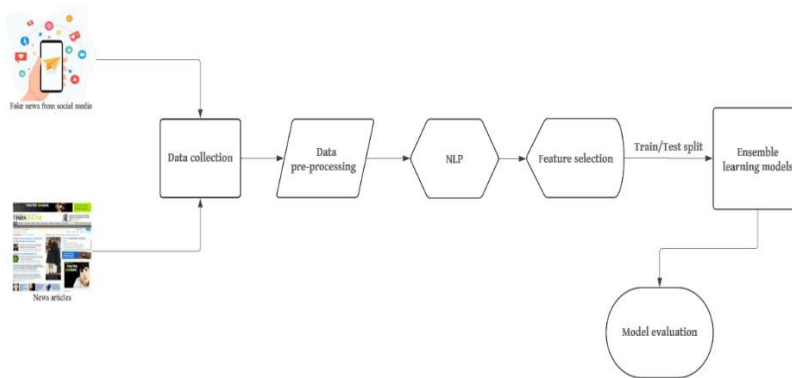 Fake news from social media
Data collection
Data
pre-processing
NLP
Feature selection
Train/Test split
Ensemble
learning models
News articles
Model evaluation